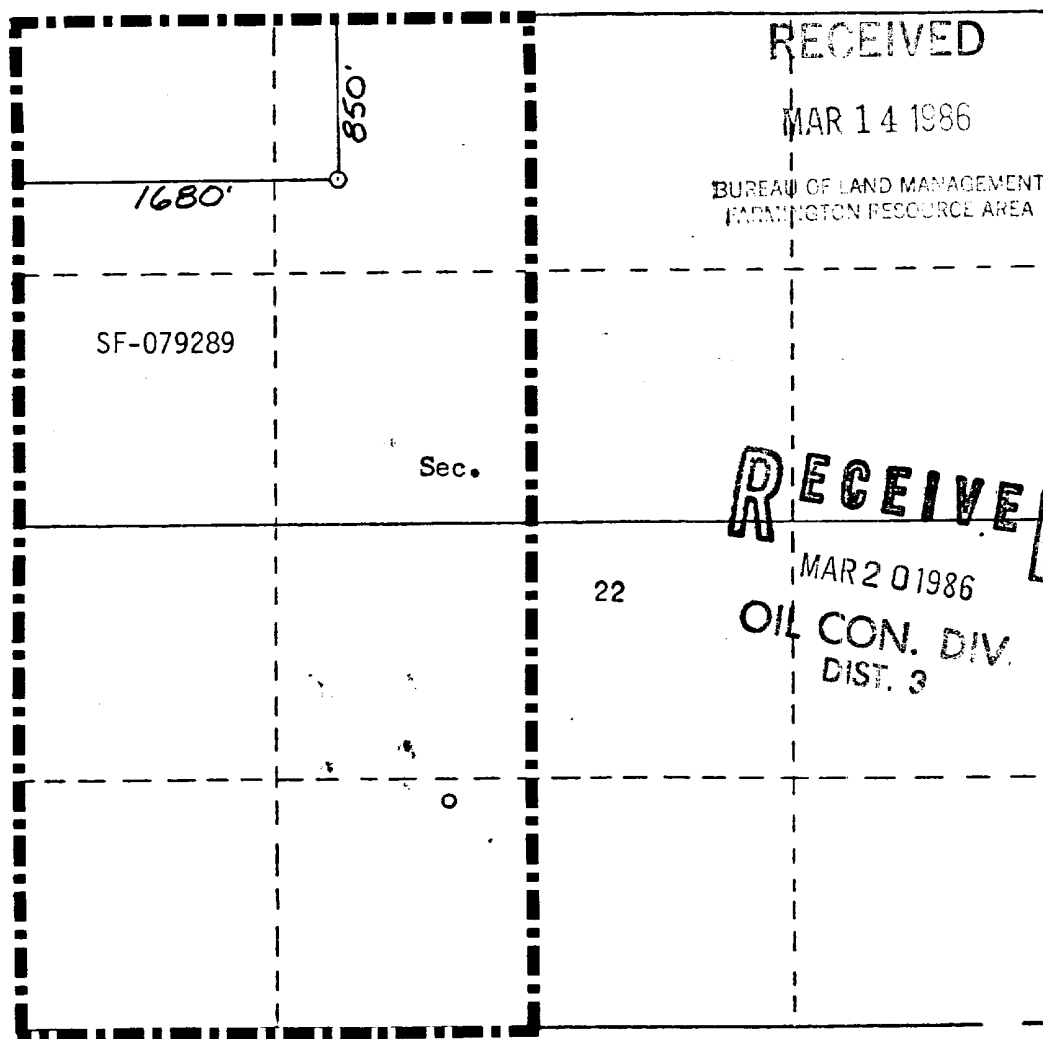 RECEIVED
850'
MAR 14 1986
1680'
BUREAU OF LAND MANAGEMENT
FARMINGTON RESOURCE AREA
SF-079289
Sec.
RECEIVE
22
MAR 20 1986
OIL CON. DIV.
DIST. 3